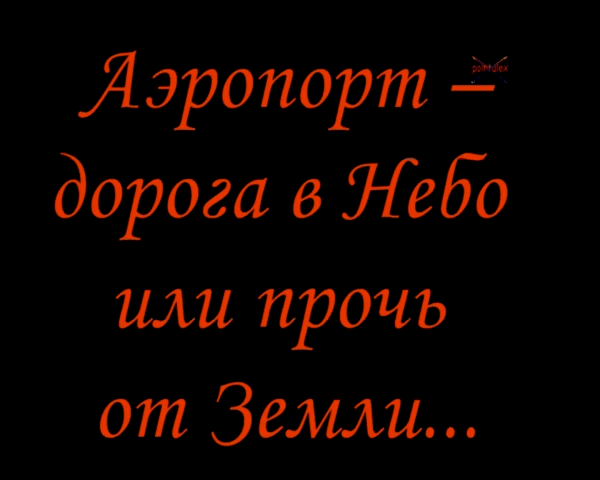 Аэропорт –
дорога в Небо
или прочь
от Земли...